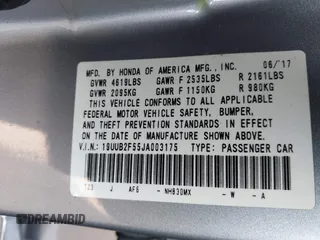 MFD. BY HONDA OF AMERICA MFG., INC. 06/17
GVWR 4619LBS GAWR F 2535LBS R 2161LBS
GVWR 2095KG GAWR F 1150KG R 980KG
THIS VEHICLE CONFORMS TO ALL APPLICABLE
FEDERAL MOTOR VEHICLE SAFETY, BUMPER,
AND THEFT PREVENTION STANDARDS IN EFFECT ON THE
DATE OF MANUFACTURE SHOWN ABOVE.
V.I.N.: 19UUB2F55JA003175 TYPE: PASSENGER CAR
J AF6 - NH830MX - W - A
DREAMBID